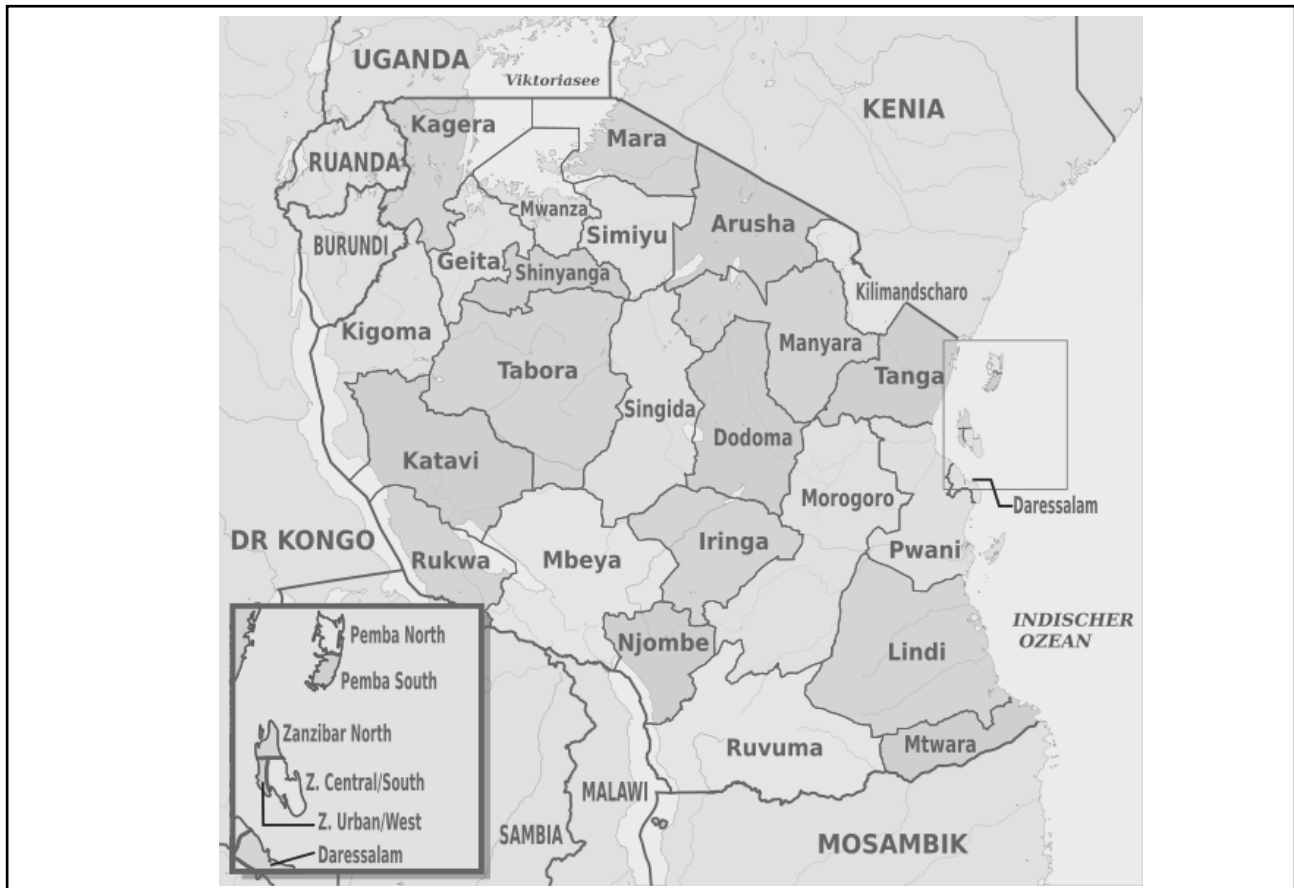 UGANDA
Viktoriasee
KENIA
Kagera
Mara
RUANDA
Mwanza
Arusha
Simiyu
BURUNDI
Geita
Shinyanga
Kilimandscharo
Kigoma
Manyara
Tabora
Tanga
Singida
Dodoma
Katavi
Morogoro
Daressalam
DR KONGO
Rukwa
Mbeya
Iringa
Pwani
INDISCHER
OZEAN
Njombe
Lindi
Ruvuma
Mtwara
MALAWI
SAMBIA
MOSAMBIK
Pemba North
Pemba South
Zanzibar North
Z. Central/South
Z. Urban/West
Daressalam